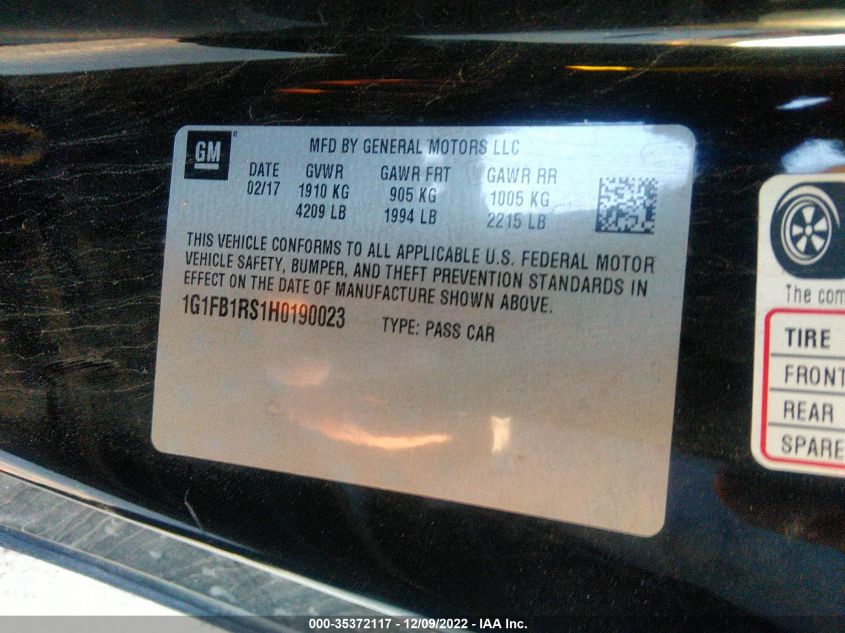 GM
MFD BY GENERAL MOTORS LLC
DATE GVWR GAWR FRT GAWR RR
02/17 1910 KG 905 KG 1005 KG
4209 LB 1994 LB 2215 LB
THIS VEHICLE CONFORMS TO ALL APPLICABLE U.S. FEDERAL MOTOR
VEHICLE SAFETY, BUMPER, AND THEFT PREVENTION STANDARDS IN
EFFECT ON THE DATE OF MANUFACTURE SHOWN ABOVE.
1G1FB1RS1H0190023 TYPE: PASS CAR
The com
TIRE
FRONT
REAR
SPARE
000-35372117 - 12/09/2022 - IAA Inc.